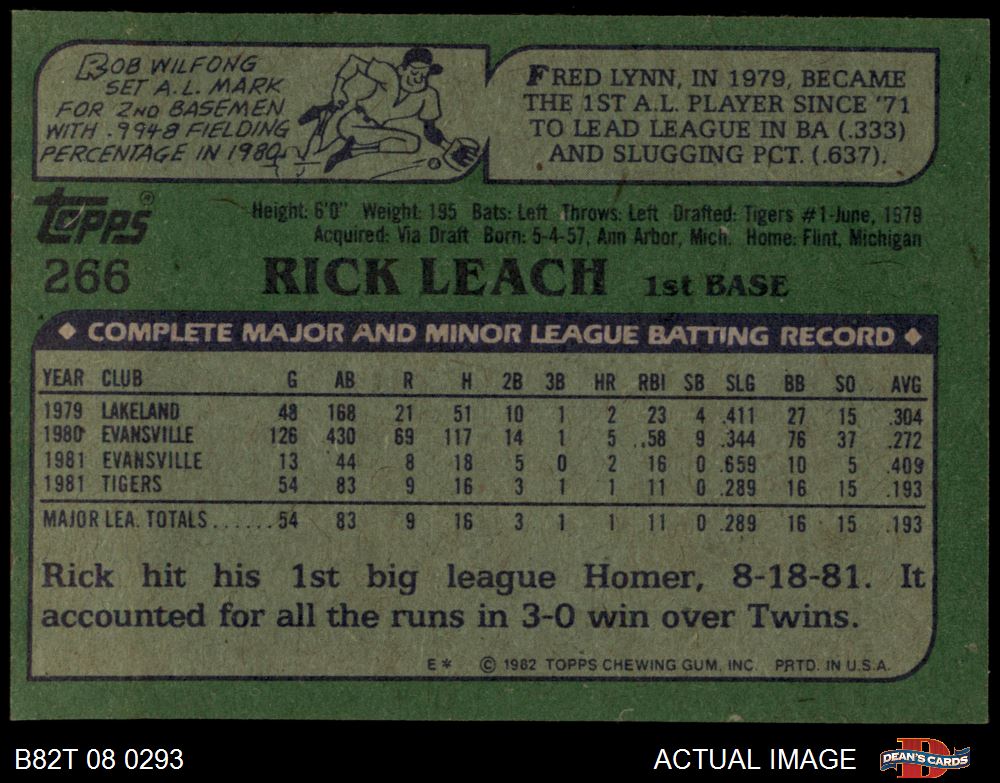 BOB WILFONG
SET A.L. MARK
FOR 2ND BASEMEN
WITH .9948 FIELDING
PERCENTAGE IN 1980
FRED LYNN, IN 1979, BECAME
THE 1ST A.L. PLAYER SINCE '71
TO LEAD LEAGUE IN BA (.333)
AND SLUGGING PCT. (.637).
TOPPS®
Height: 6'0" Weight: 195 Bats: Left Throws: Left Drafted: Tigers #1-June, 1979
Acquired: Via Draft Born: 5-4-57, Ann Arbor, Mich. Home: Flint, Michigan
266 RICK LEACH 1st BASE
◆ COMPLETE MAJOR AND MINOR LEAGUE BATTING RECORD ◆
YEAR CLUB G AB R H 2B 3B HR RBI SB SLG BB SO AVG
1979 LAKELAND 48 168 21 51 10 1 2 23 4 .411 27 15 .304
1980 EVANSVILLE 126 430 69 117 14 1 5 58 9 .344 76 37 .272
1981 EVANSVILLE 13 44 8 18 5 0 2 16 0 .659 10 5 .409
1981 TIGERS 54 83 9 16 3 1 1 11 0 .289 16 15 .193
MAJOR LEA. TOTALS......54 83 9 16 3 1 1 11 0 .289 16 15 .193
Rick hit his 1st big league Homer, 8-18-81. It
accounted for all the runs in 3-0 win over Twins.
E* © 1982 TOPPS CHEWING GUM, INC. PRTD. IN U.S.A.
B82T 08 0293
ACTUAL IMAGE
D
DEAN'S CARDS